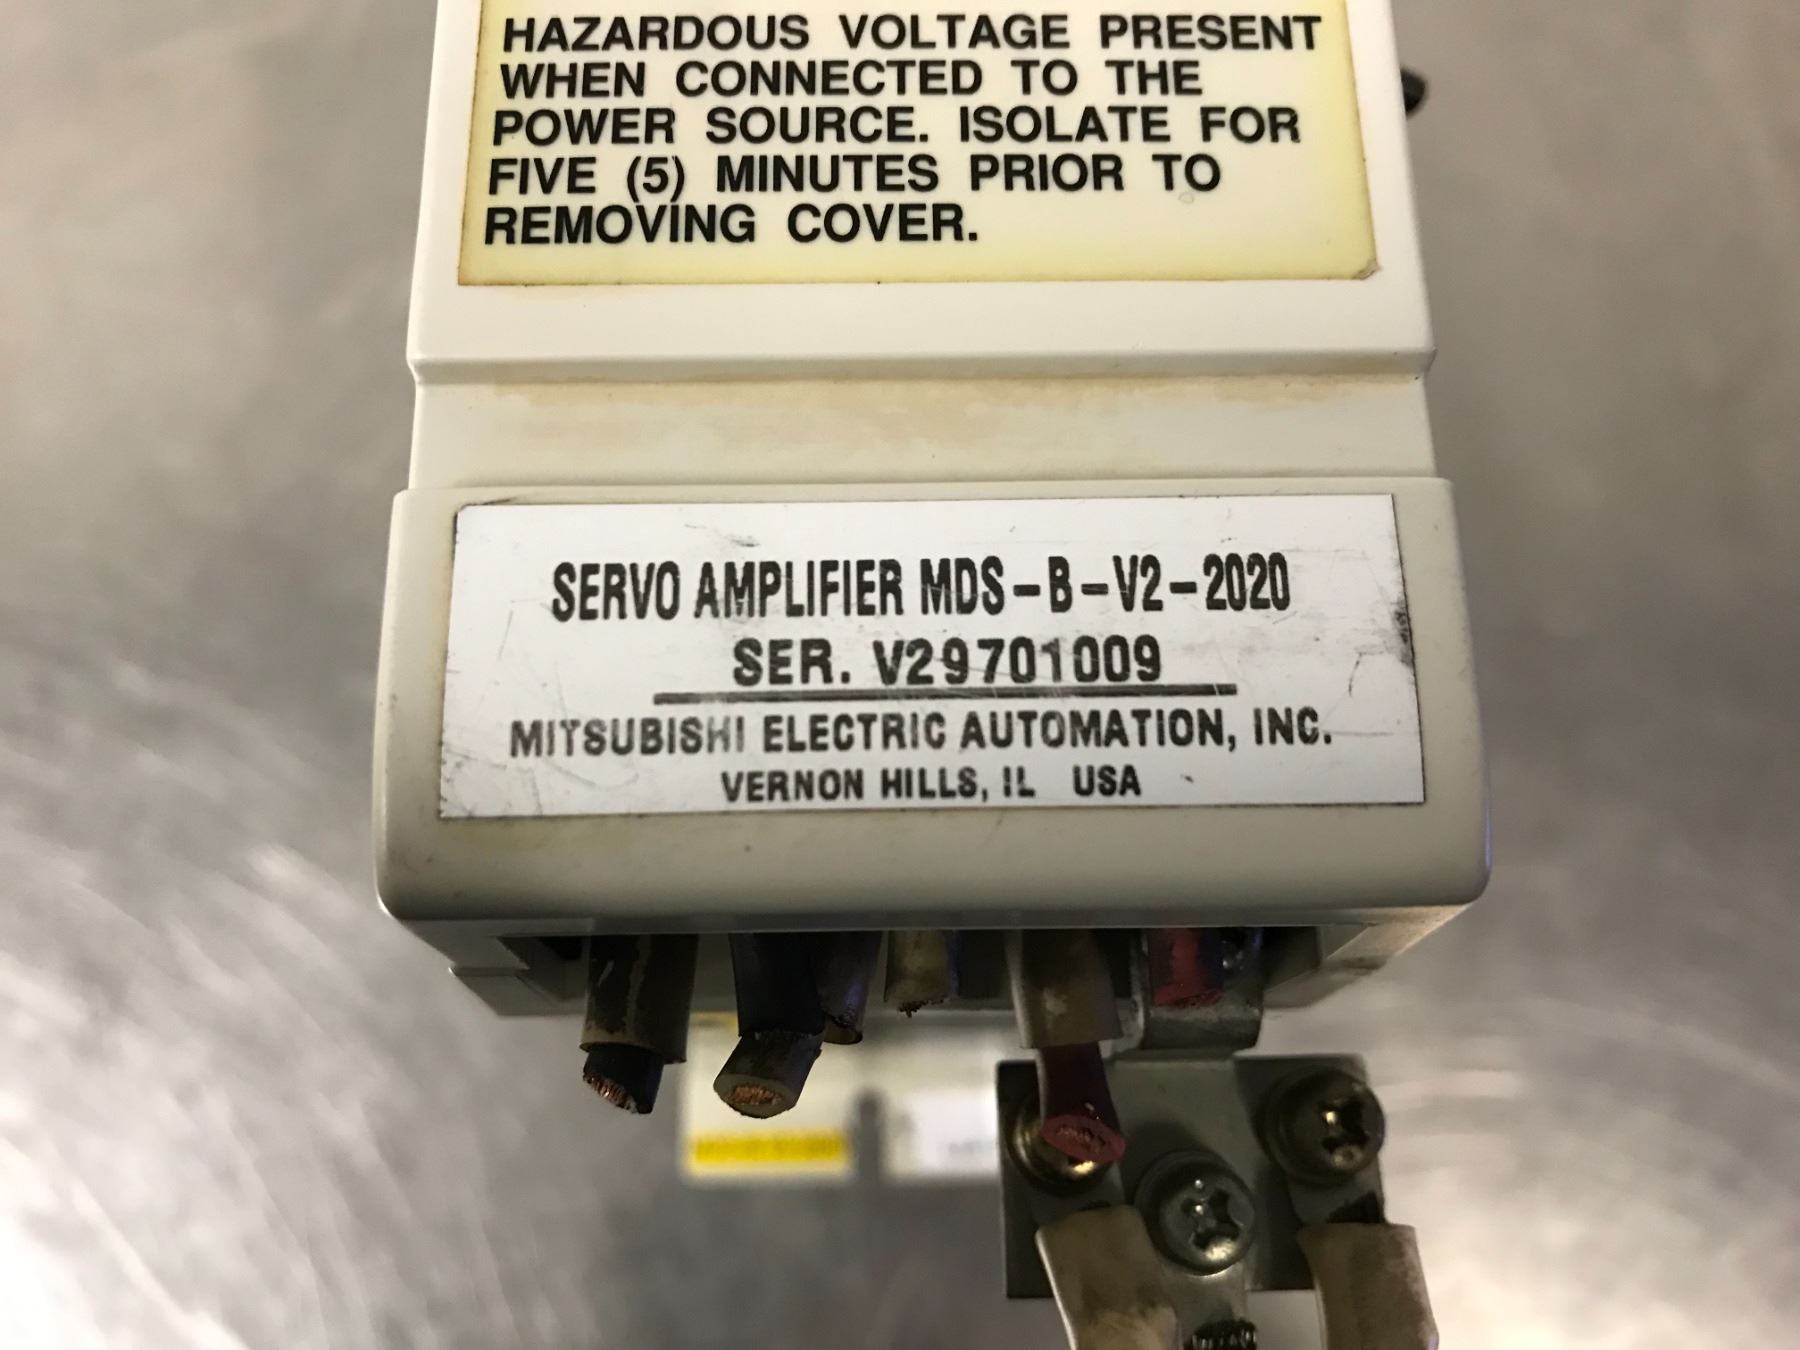 HAZARDOUS VOLTAGE PRESENT
WHEN CONNECTED TO THE
POWER SOURCE. ISOLATE FOR
FIVE (5) MINUTES PRIOR TO
REMOVING COVER.
SERVO AMPLIFIER MDS-B-V2-2020
SER. V29701009
MITSUBISHI ELECTRIC AUTOMATION, INC.
VERNON HILLS, IL USA